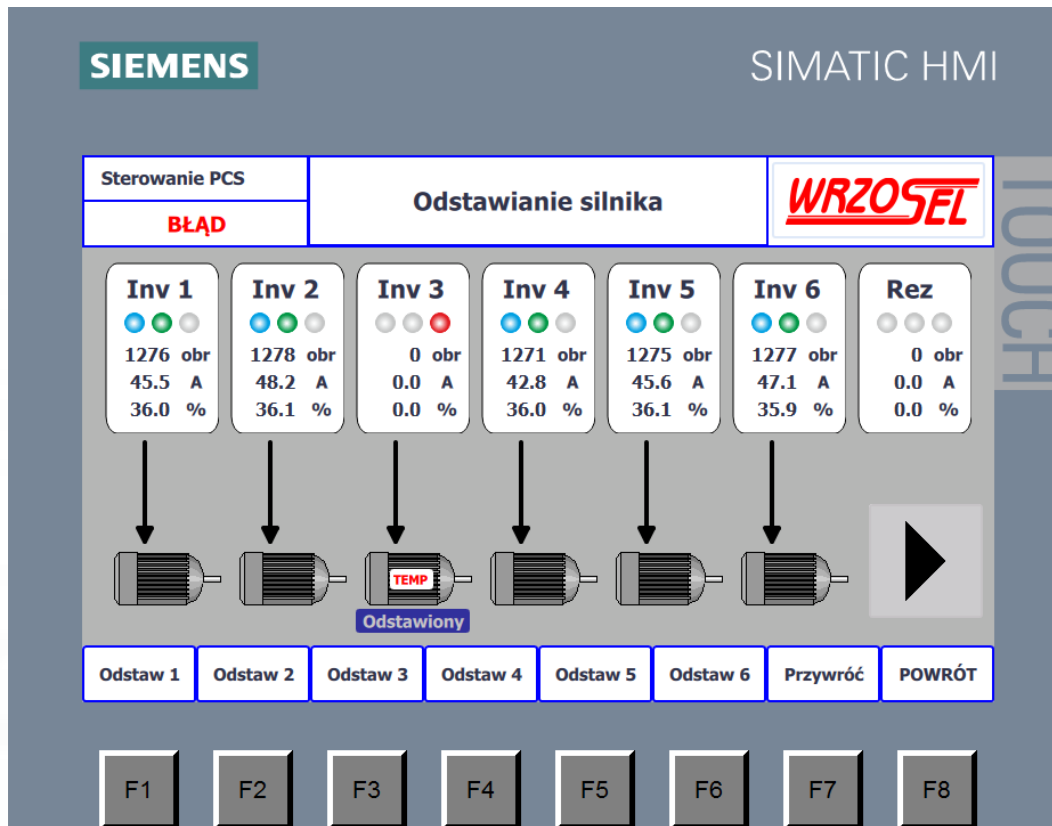 SIEMENS
SIMATIC HMI
TOUCH
Sterowanie PCS
BŁĄD
Odstawianie silnika
WRZOSEL
Inv 1
1276 obr
45.5 A
36.0 %
Inv 2
1278 obr
48.2 A
36.1 %
Inv 3
0 obr
0.0 A
0.0 %
Inv 4
1271 obr
42.8 A
36.0 %
Inv 5
1275 obr
45.6 A
36.1 %
Inv 6
1277 obr
47.1 A
35.9 %
Rez
0 obr
0.0 A
0.0 %
TEMP
Odstawiony
Odstaw 1
Odstaw 2
Odstaw 3
Odstaw 4
Odstaw 5
Odstaw 6
Przywróć
POWRÓT
F1
F2
F3
F4
F5
F6
F7
F8